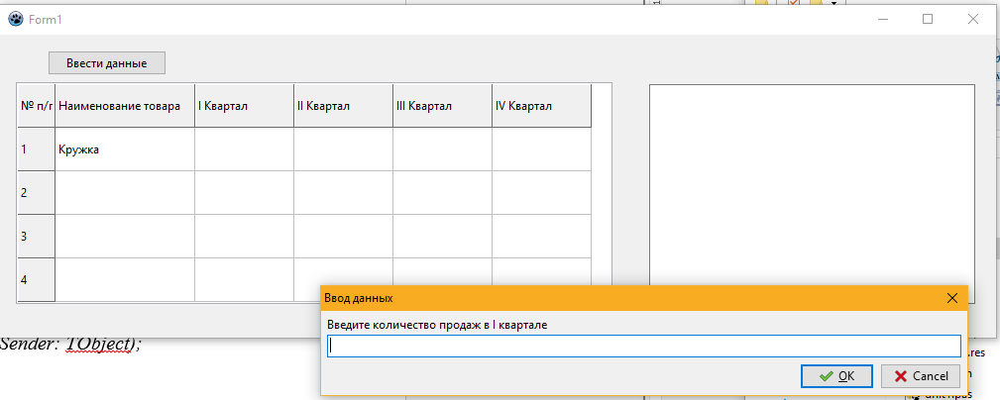 Form1
Ввести данные
№ п/г Наименование товара I Квартал II Квартал III Квартал IV Квартал
1 Кружка
2
3
4
Ввод данных
Введите количество продаж в I квартале
OK Cancel
Sender: TObject);
.res